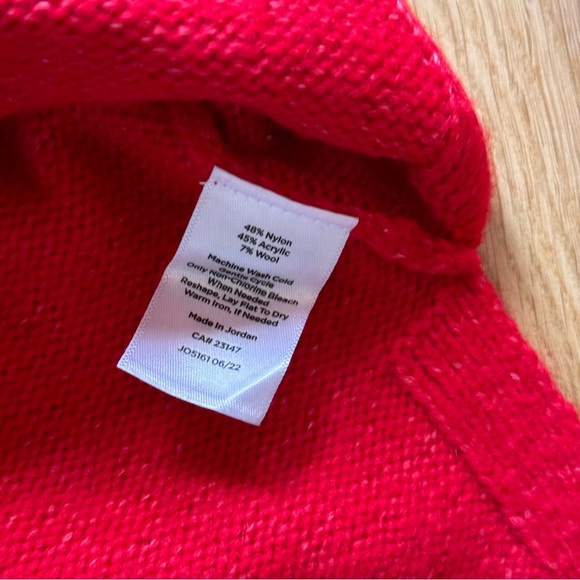 48% Nylon
45% Acrylic
7% Wool
Machine Wash Cold
Gentle Cycle
Only Non-Chlorine Bleach
When Needed
Reshape, Lay Flat To Dry
Warm Iron, If Needed
Made In Jordan
CA# 23147
JO5161 06/22